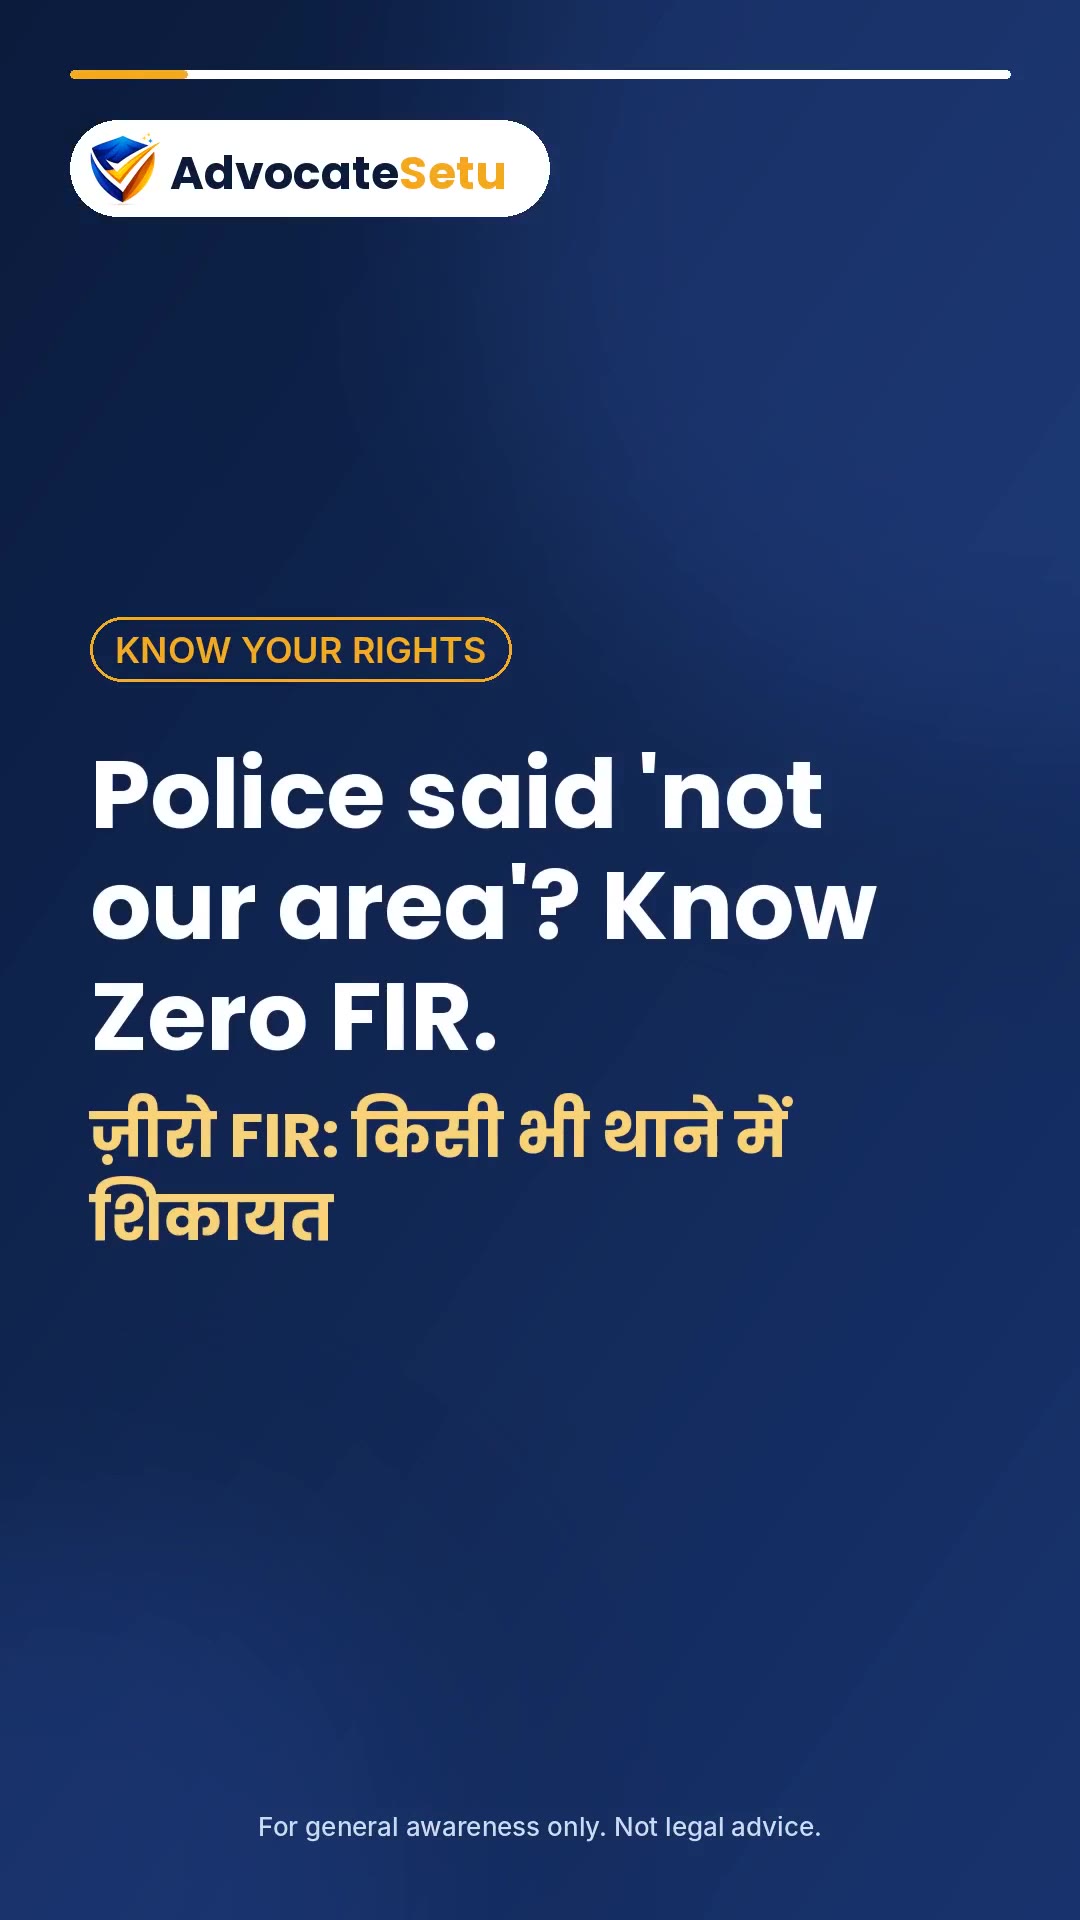 AdvocateSetu
KNOW YOUR RIGHTS
Police said 'not
our area'? Know
Zero FIR.
ज़ीरो FIR: किसी भी थाने में
शिकायत
For general awareness only. Not legal advice.